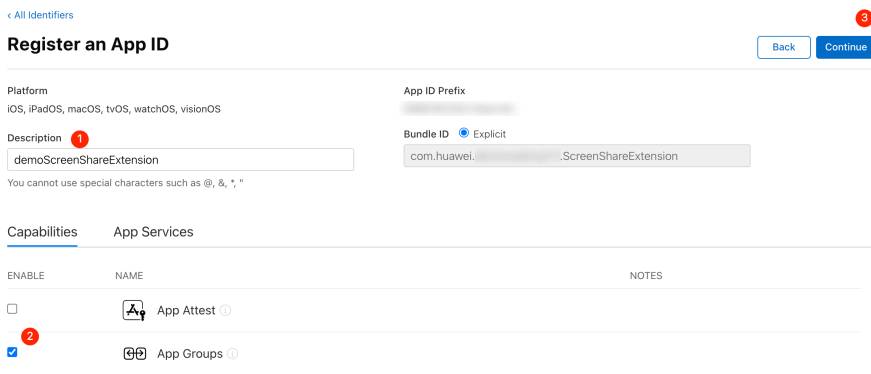 ‹ All Identifiers
3
Register an App ID
Back
Continue
Platform
App ID Prefix
iOS, iPadOS, macOS, tvOS, watchOS, visionOS
Description 1
Bundle ID Explicit
demoScreenShareExtension
com.huawei. .ScreenShareExtension
You cannot use special characters such as @, &, *, "
Capabilities
App Services
ENABLE
NAME
NOTES
App Attest
2
App Groups